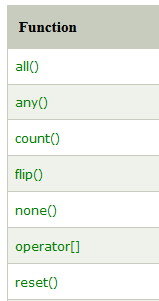 Function
all()
any()
count()
flip()
none()
operator[]
reset()